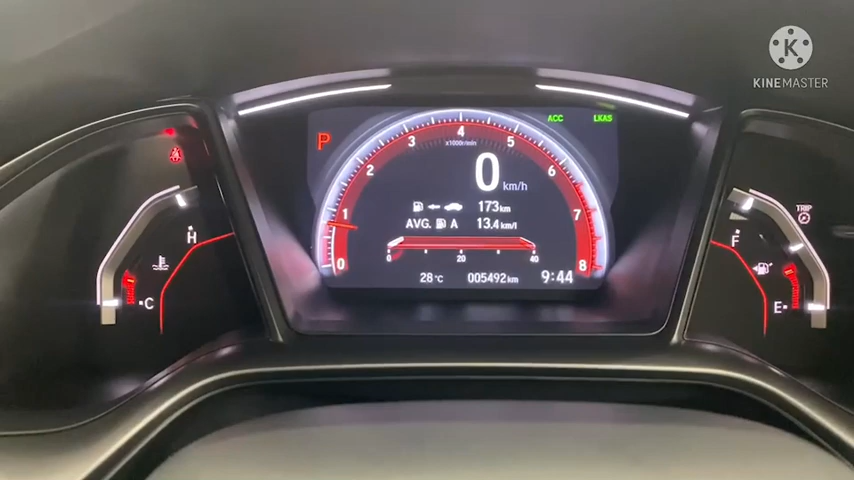 KINEMASTER
ACC LKAS
P
0 1 2 3 4 5 6 7 8
x1000r/min
0 km/h
173km
AVG. A 13.4km/l
0 20 40
28℃ 005492km 9:44
H
C
TRIP
F
E